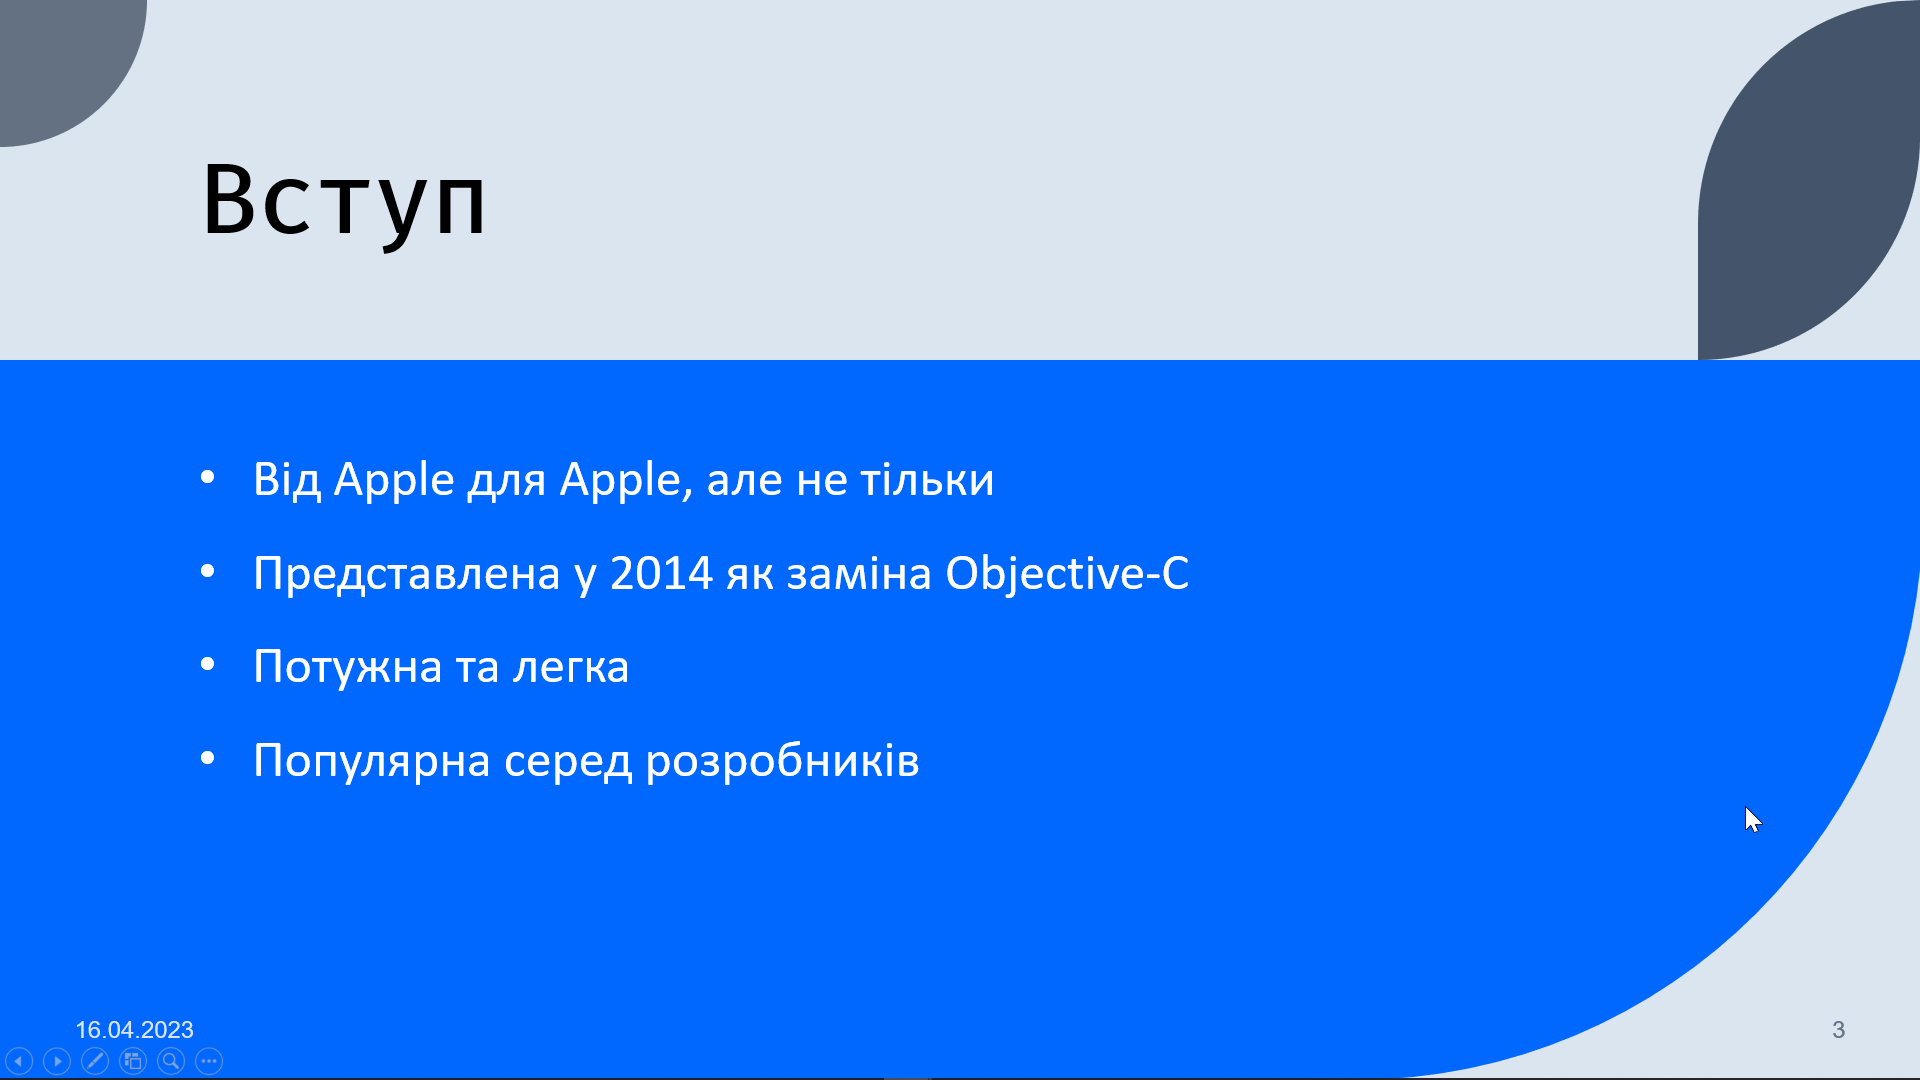 Вступ
• Від Apple для Apple, але не тільки
• Представлена у 2014 як заміна Objective-C
• Потужна та легка
• Популярна серед розробників
16.04.2023
3